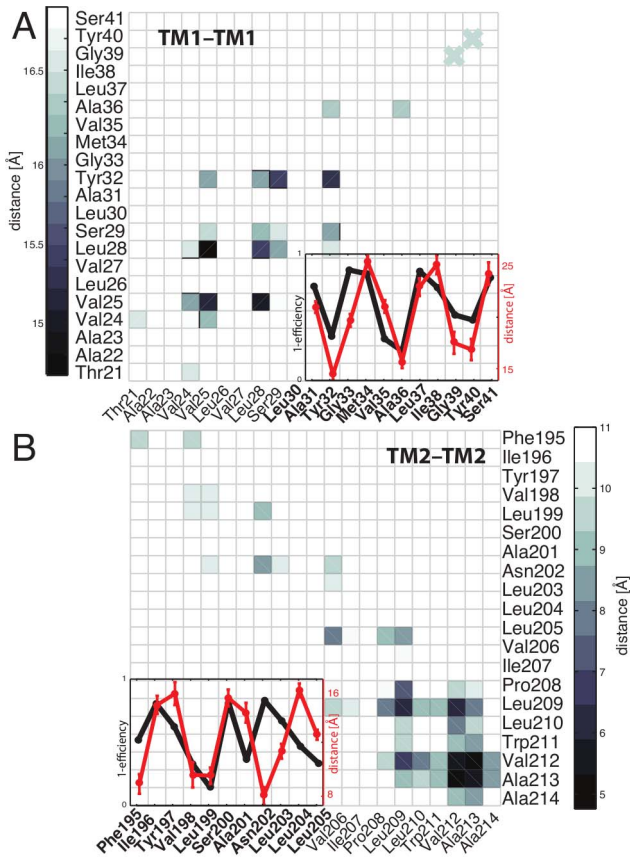 A
TM1–TM1
Ser41
Tyr40
Gly39
Ile38
Leu37
Ala36
Val35
Met34
Gly33
Tyr32
Ala31
Leu30
Ser29
Leu28
Val27
Leu26
Val25
Val24
Ala23
Ala22
Thr21
16.5
16
15.5
15
distance [Å]
1
0
1-efficiency
25
15
distance [Å]
Thr21
Ala22
Ala23
Val24
Val25
Leu26
Val27
Leu28
Ser29
Leu30
Ala31
Tyr32
Gly33
Met34
Val35
Ala36
Leu37
Ile38
Gly39
Tyr40
Ser41
B
TM2–TM2
Phe195
Ile196
Tyr197
Val198
Leu199
Ser200
Ala201
Asn202
Leu203
Leu204
Leu205
Val206
Ile207
Pro208
Leu209
Leu210
Trp211
Val212
Ala213
Ala214
11
10
9
8
7
6
5
distance [Å]
1
0
1-efficiency
16
8
distance [Å]
Phe195
Ile196
Tyr197
Val198
Leu199
Ser200
Ala201
Asn202
Leu203
Leu204
Leu205
Val206
Ile207
Pro208
Leu209
Leu210
Trp211
Val212
Ala213
Ala214